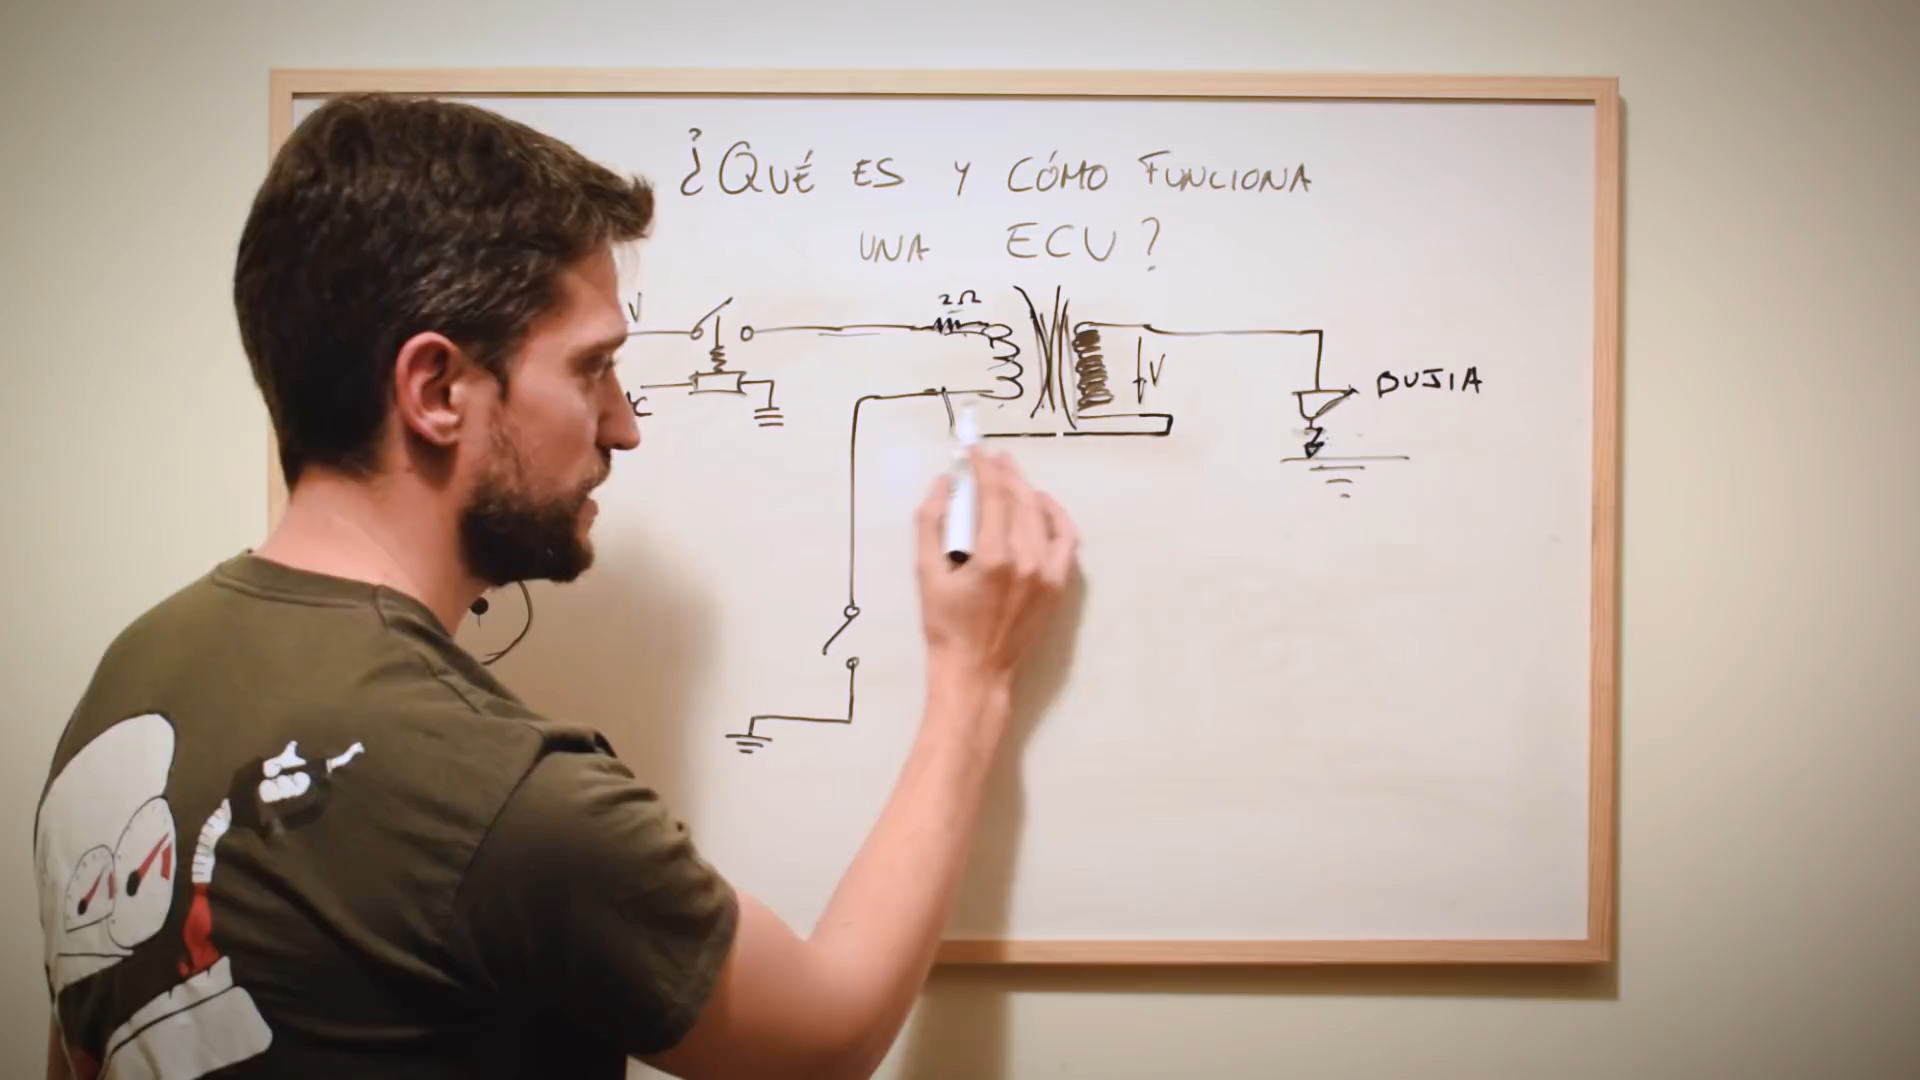 ¿QUÉ ES Y CÓMO FUNCIONA
UNA ECU?
V
2Ω
V
BUJIA